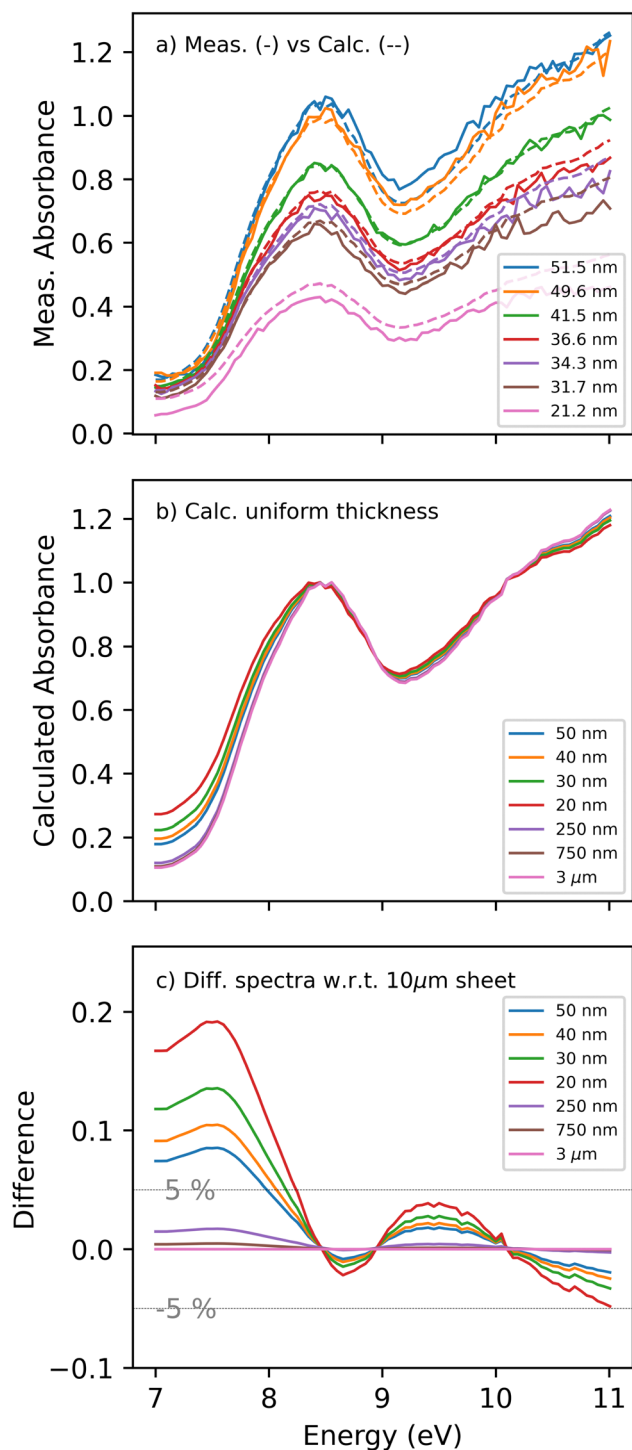 a) Meas. (-) vs Calc. (--)
Meas. Absorbance
1.2
1.0
0.8
0.6
0.4
0.2
0.0
51.5 nm
49.6 nm
41.5 nm
36.6 nm
34.3 nm
31.7 nm
21.2 nm
b) Calc. uniform thickness
Calculated Absorbance
1.2
1.0
0.8
0.6
0.4
0.2
0.0
50 nm
40 nm
30 nm
20 nm
250 nm
750 nm
3 μm
c) Diff. spectra w.r.t. 10μm sheet
Difference
0.2
0.1
0.0
−0.1
50 nm
40 nm
30 nm
20 nm
250 nm
750 nm
3 μm
5 %
-5 %
7 8 9 10 11
Energy (eV)